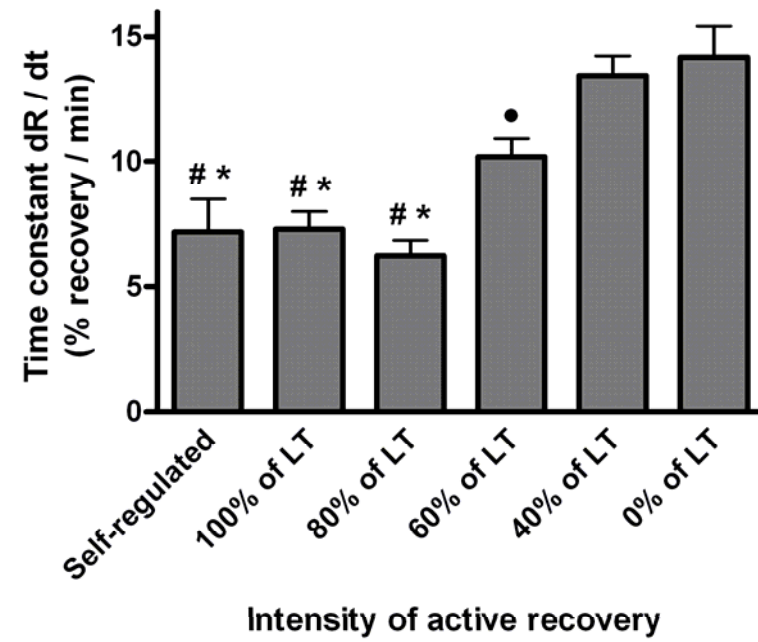 Time constant dR / dt
(% recovery / min)
15
10
5
0
# *
# *
# *
•
Self-regulated
100% of LT
80% of LT
60% of LT
40% of LT
0% of LT
Intensity of active recovery